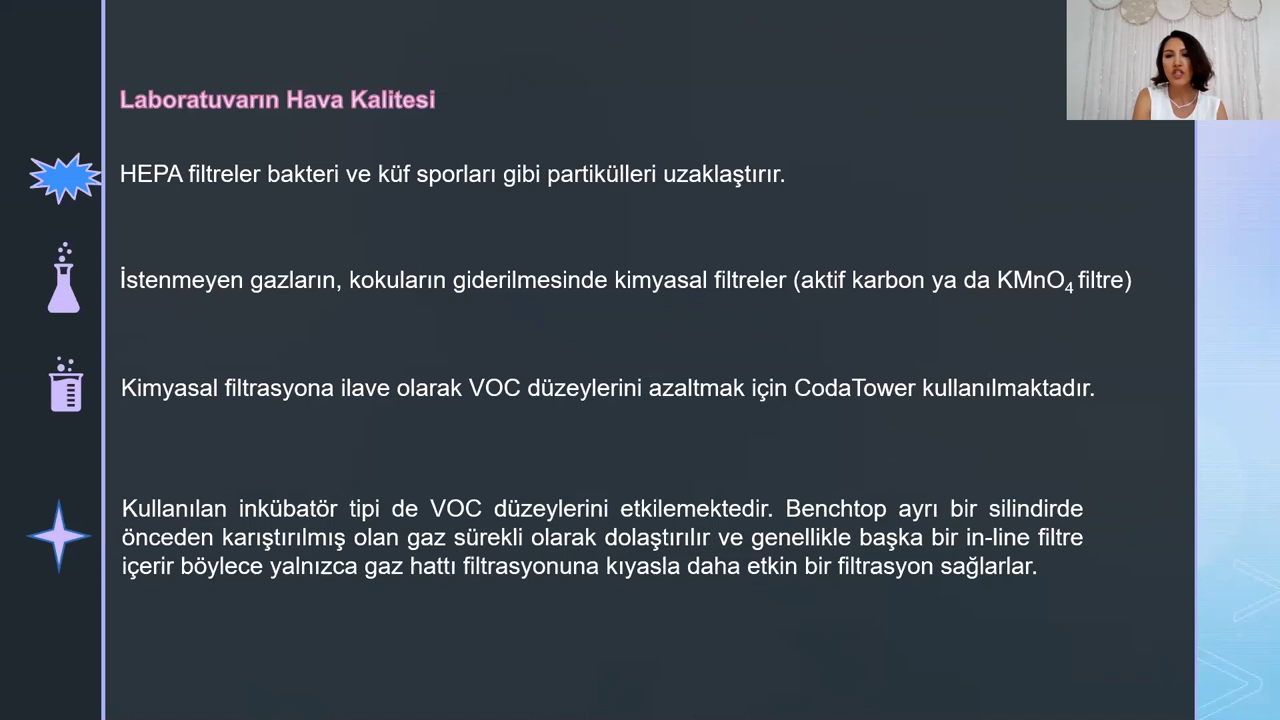 Laboratuvarın Hava Kalitesi
HEPA filtreler bakteri ve küf sporları gibi partikülleri uzaklaştırır.
İstenmeyen gazların, kokuların giderilmesinde kimyasal filtreler (aktif karbon ya da KMnO₄ filtre)
Kimyasal filtrasyona ilave olarak VOC düzeylerini azaltmak için CodaTower kullanılmaktadır.
Kullanılan inkübatör tipi de VOC düzeylerini etkilemektedir. Benchtop ayrı bir silindirde
önceden karıştırılmış olan gaz sürekli olarak dolaştırılır ve genellikle başka bir in-line filtre
içerir böylece yalnızca gaz hattı filtrasyonuna kıyasla daha etkin bir filtrasyon sağlarlar.